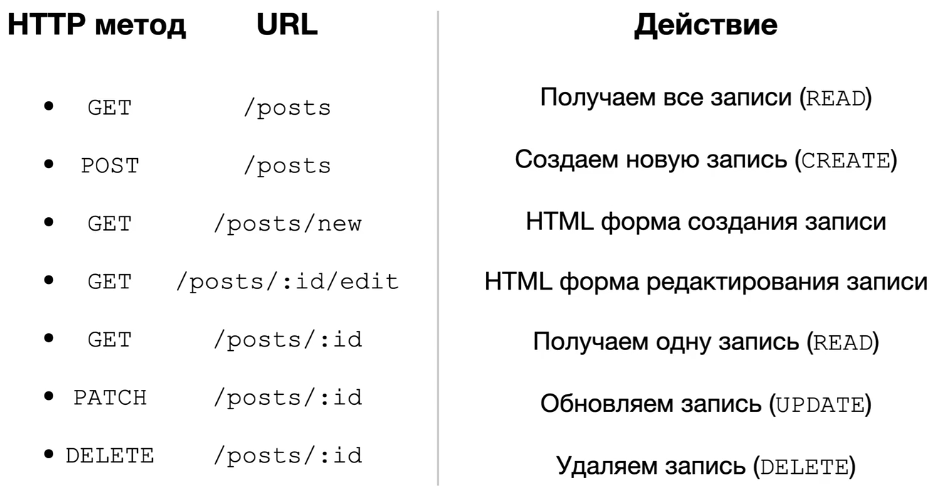 HTTP метод URL Действие
• GET /posts Получаем все записи (READ)
• POST /posts Создаем новую запись (CREATE)
• GET /posts/new HTML форма создания записи
• GET /posts/:id/edit HTML форма редактирования записи
• GET /posts/:id Получаем одну запись (READ)
• PATCH /posts/:id Обновляем запись (UPDATE)
• DELETE /posts/:id Удаляем запись (DELETE)